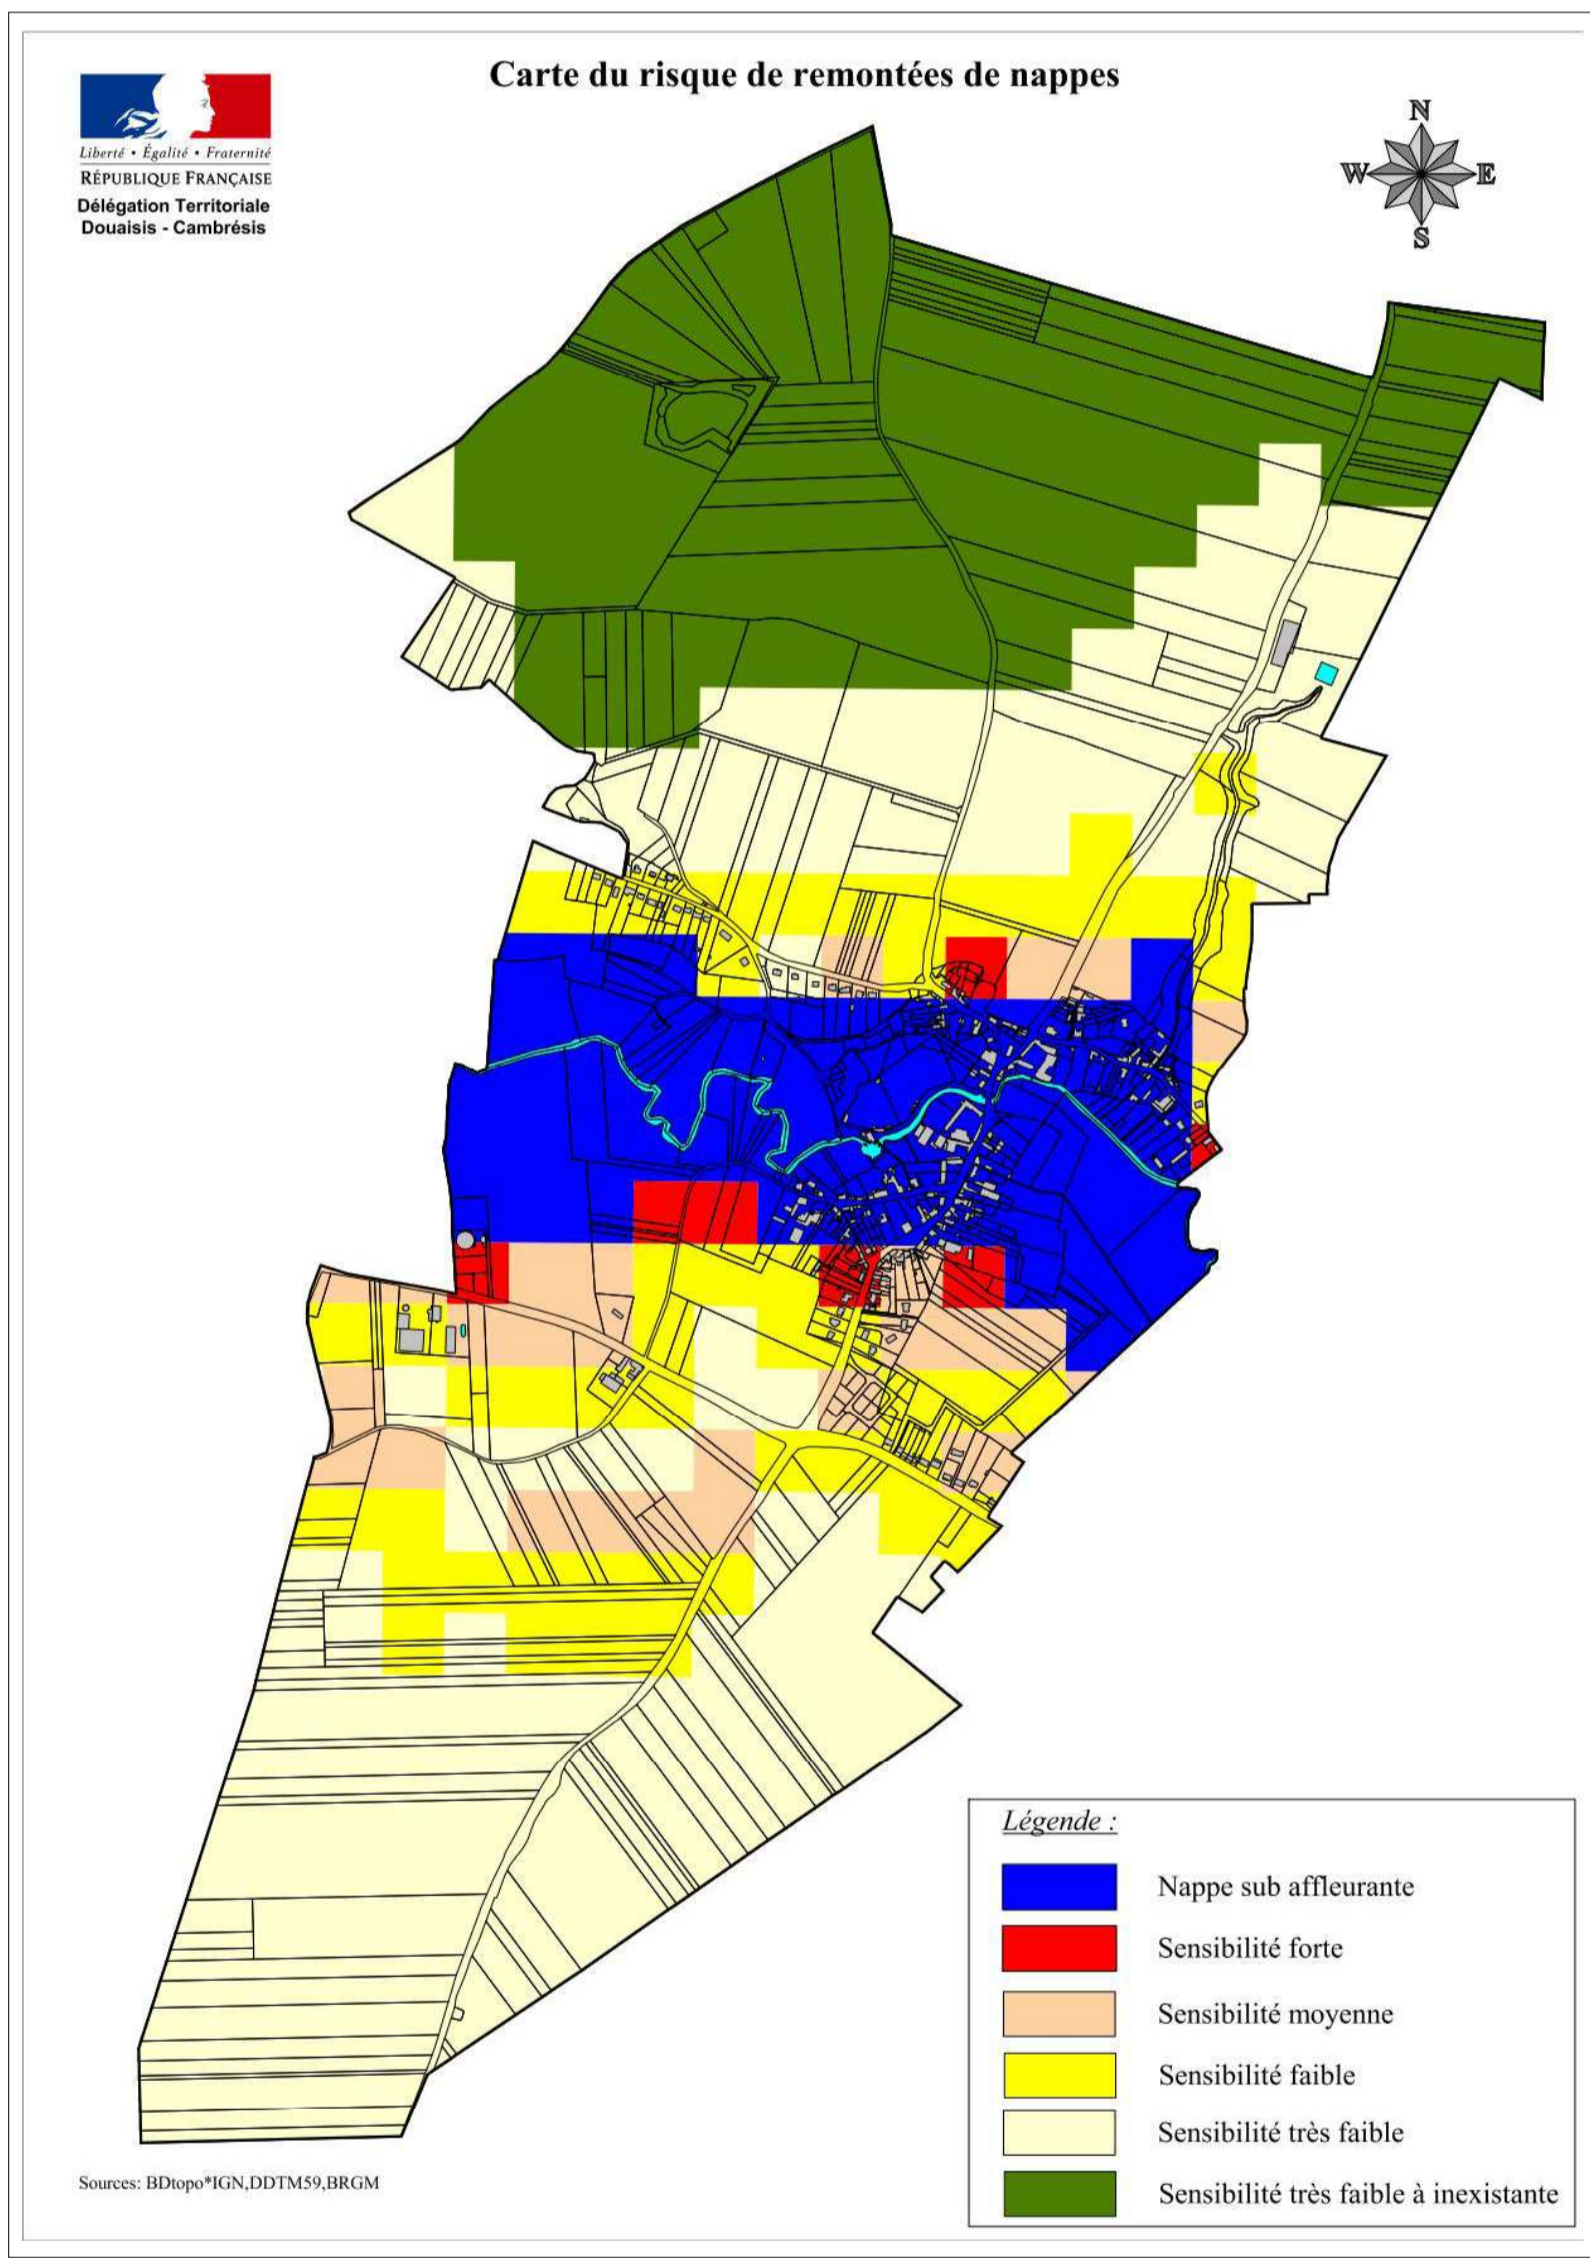 Carte du risque de remontées de nappes
Liberté • Égalité • Fraternité
RÉPUBLIQUE FRANÇAISE
Délégation Territoriale
Douaisis - Cambrésis
N
W
E
S
Légende :
Nappe sub affleurante
Sensibilité forte
Sensibilité moyenne
Sensibilité faible
Sensibilité très faible
Sensibilité très faible à inexistante
Sources: BDtopo*IGN,DDTM59,BRGM